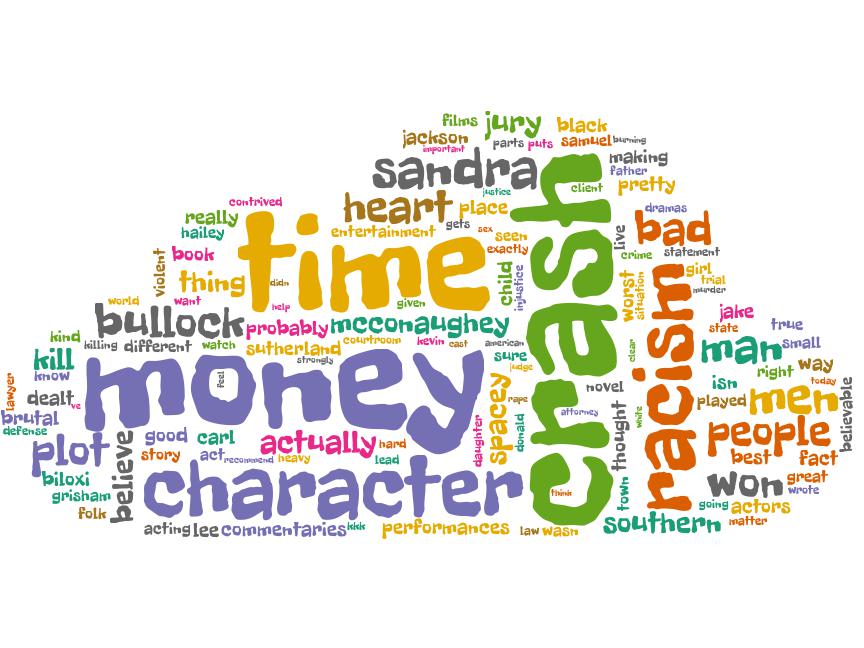 films
jury
black
jackson
important
parts
puts
samuel
burning
sandra
justice
client
making
father
pretty
contrived
really
hailey
heart
place
gets
sex
entertainment
seen
exactly
dramas
live
bad
crime
statement
violent
book
thing
didn
time
child
injustice
crash
worst
situation
girl
trial
murder
world
want
help
given
bullock
probably
mcconaughey
racism
jake
state
true
small
kind
killing
different
watch
sutherland
courtroom
kevin
cast
american
strongly
sure
judge
clear
man
right
way
kill
know
money
feel
lawyer
dealt
ve
brutal
defense
spacey
rape
novel
attorney
thought
white
isn
today
played
men
believable
plot
believe
good
carl
actually
hard
daughter
donald
people
story
act
recommend
heavy
lead
best
fact
biloxi
grisham
character
think
town
won
great
wrote
folk
going
actors
acting
lee
commentaries
kkk
performances
law
wasn
southern
matter